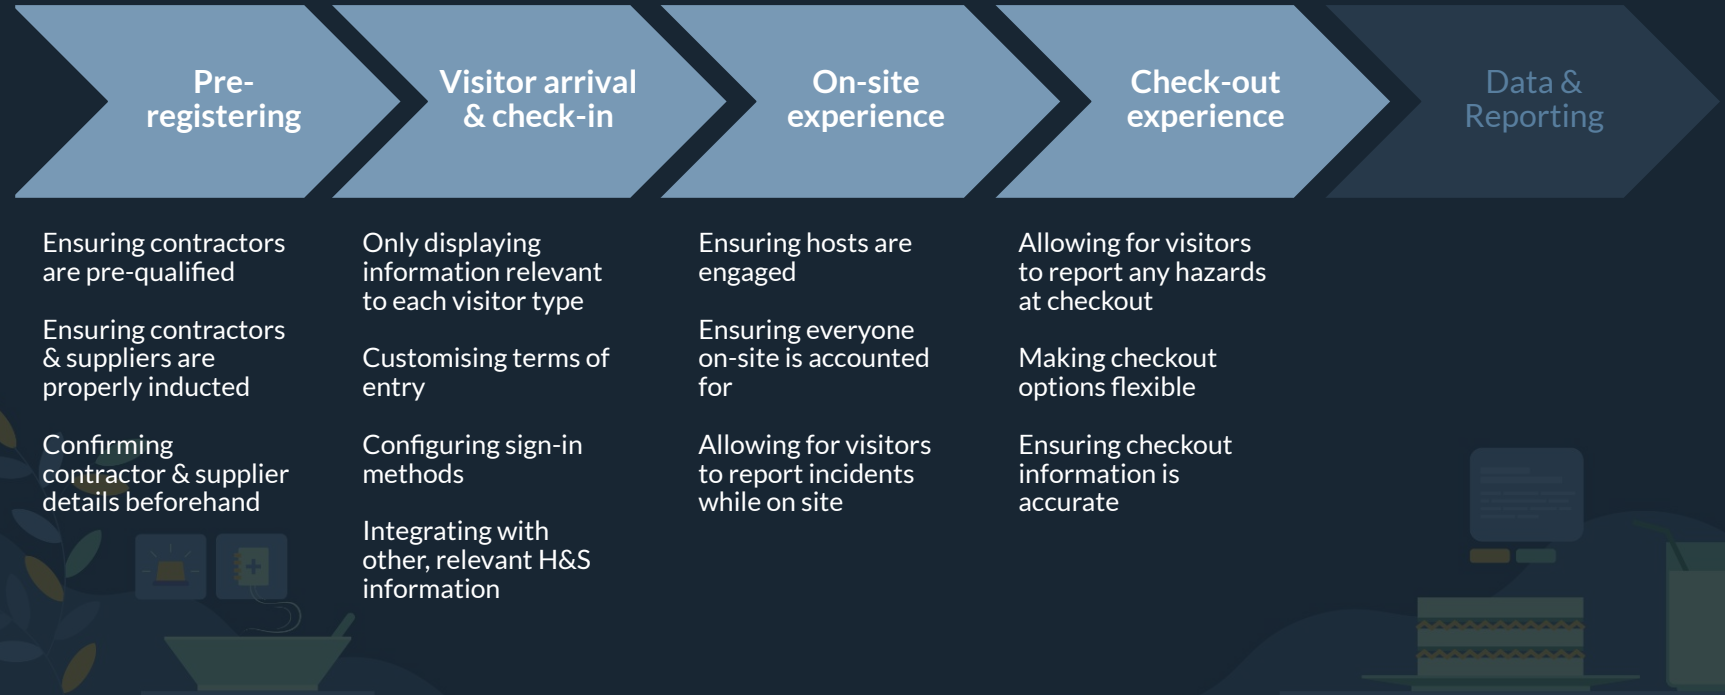 Pre-
registering
Visitor arrival
& check-in
On-site
experience
Check-out
experience
Data &
Reporting
Ensuring contractors
are pre-qualified
Ensuring contractors
& suppliers are
properly inducted
Confirming
contractor & supplier
details beforehand
Only displaying
information relevant
to each visitor type
Customising terms of
entry
Configuring sign-in
methods
Integrating with
other, relevant H&S
information
Ensuring hosts are
engaged
Ensuring everyone
on-site is accounted
for
Allowing for visitors
to report incidents
while on site
Allowing for visitors
to report any hazards
at checkout
Making checkout
options flexible
Ensuring checkout
information is
accurate